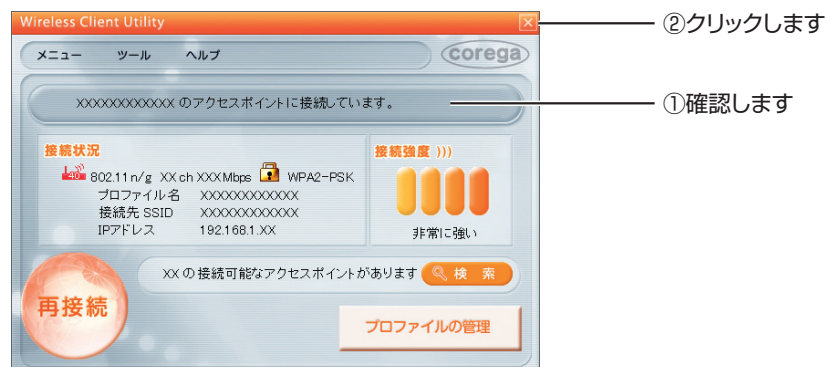 Wireless Client Utility
②クリックします
メニュー ツール ヘルプ
corega
XXXXXXXXXXXX のアクセスポイントに接続しています。
①確認します
接続状況
接続強度 )))
40 802.11n/g XX ch XXX Mbps WPA2-PSK
プロファイル名 XXXXXXXXXXXX
接続先 SSID XXXXXXXXXXXX
IPアドレス 192.168.1.XX
非常に強い
XX の接続可能なアクセスポイントがあります 検 索
再接続
プロファイルの管理